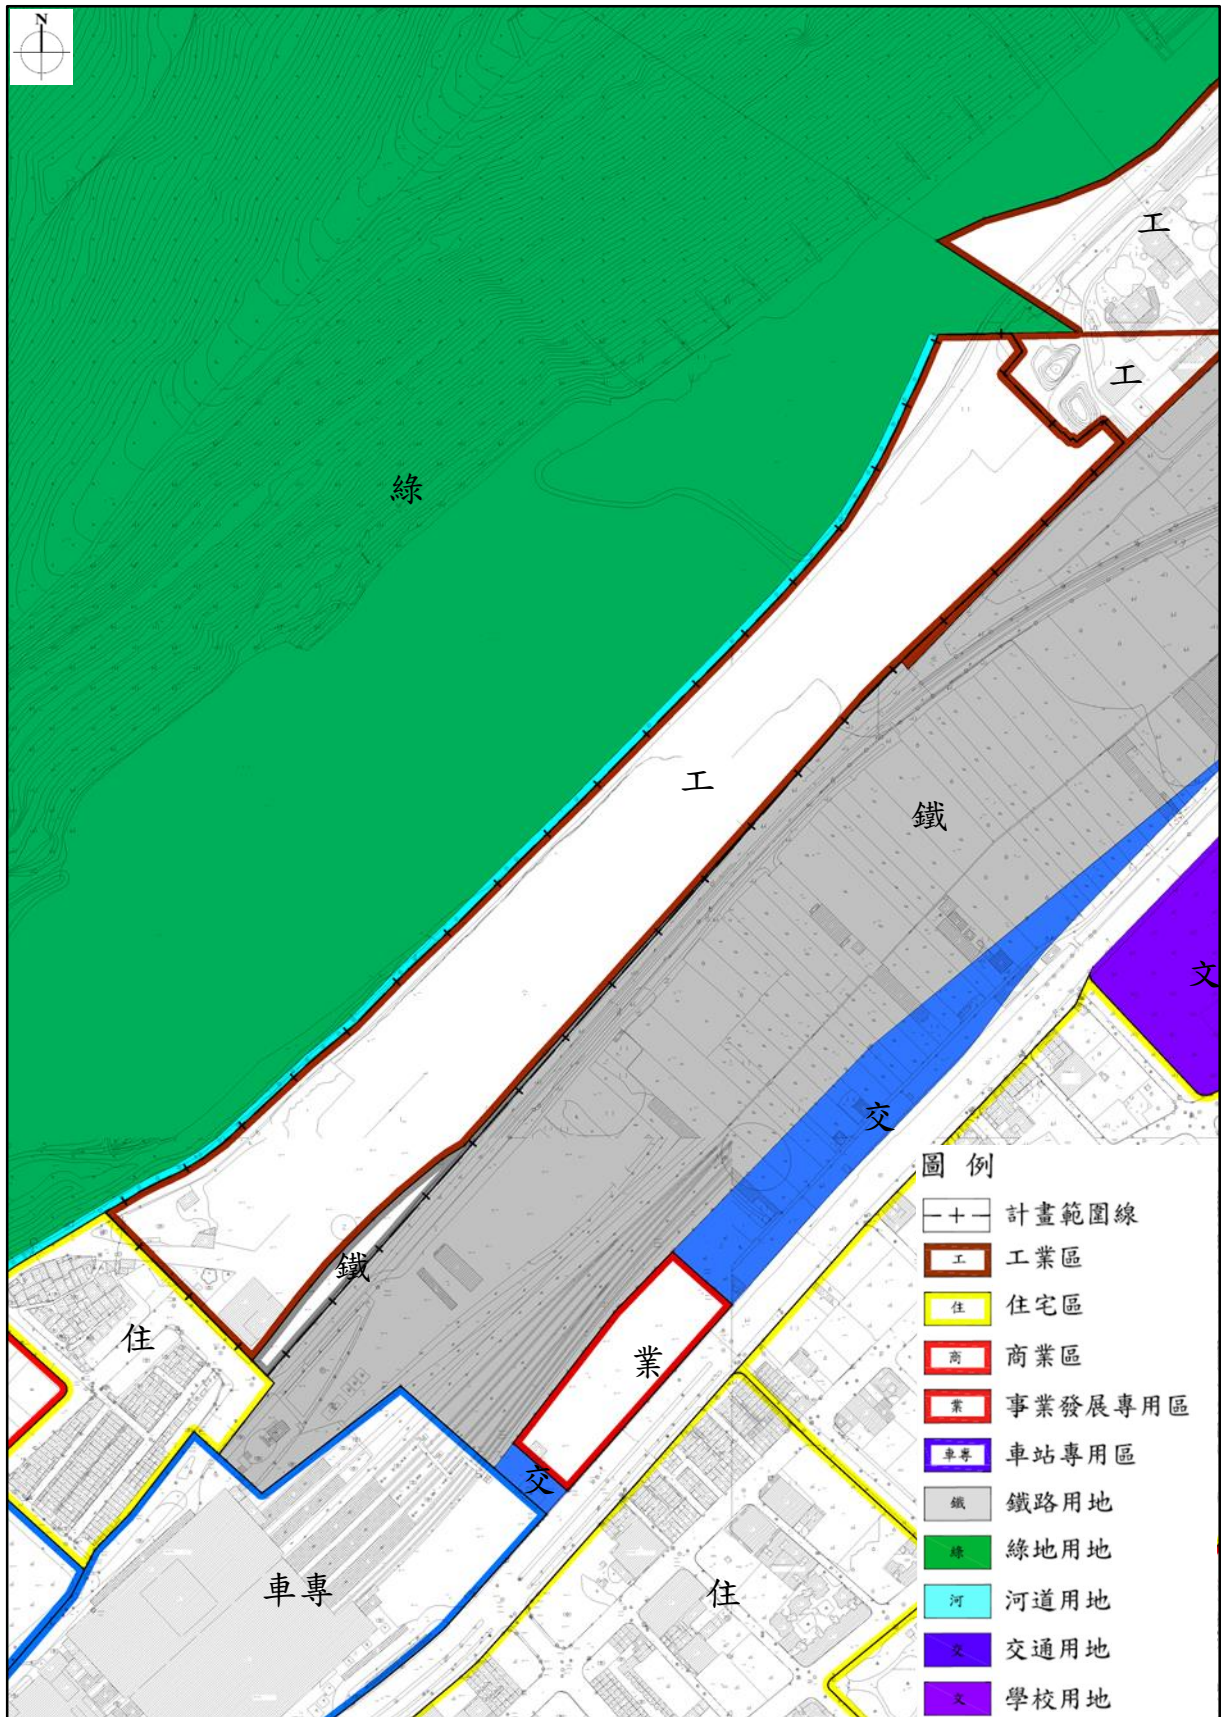 N
工
工
綠
工
鐵
文
交
鐵
住
業
交
車專
住
圖 例
計畫範圍線
工 工業區
住 住宅區
商 商業區
業 事業發展專用區
車專 車站專用區
鐵 鐵路用地
綠 綠地用地
河 河道用地
交 交通用地
文 學校用地